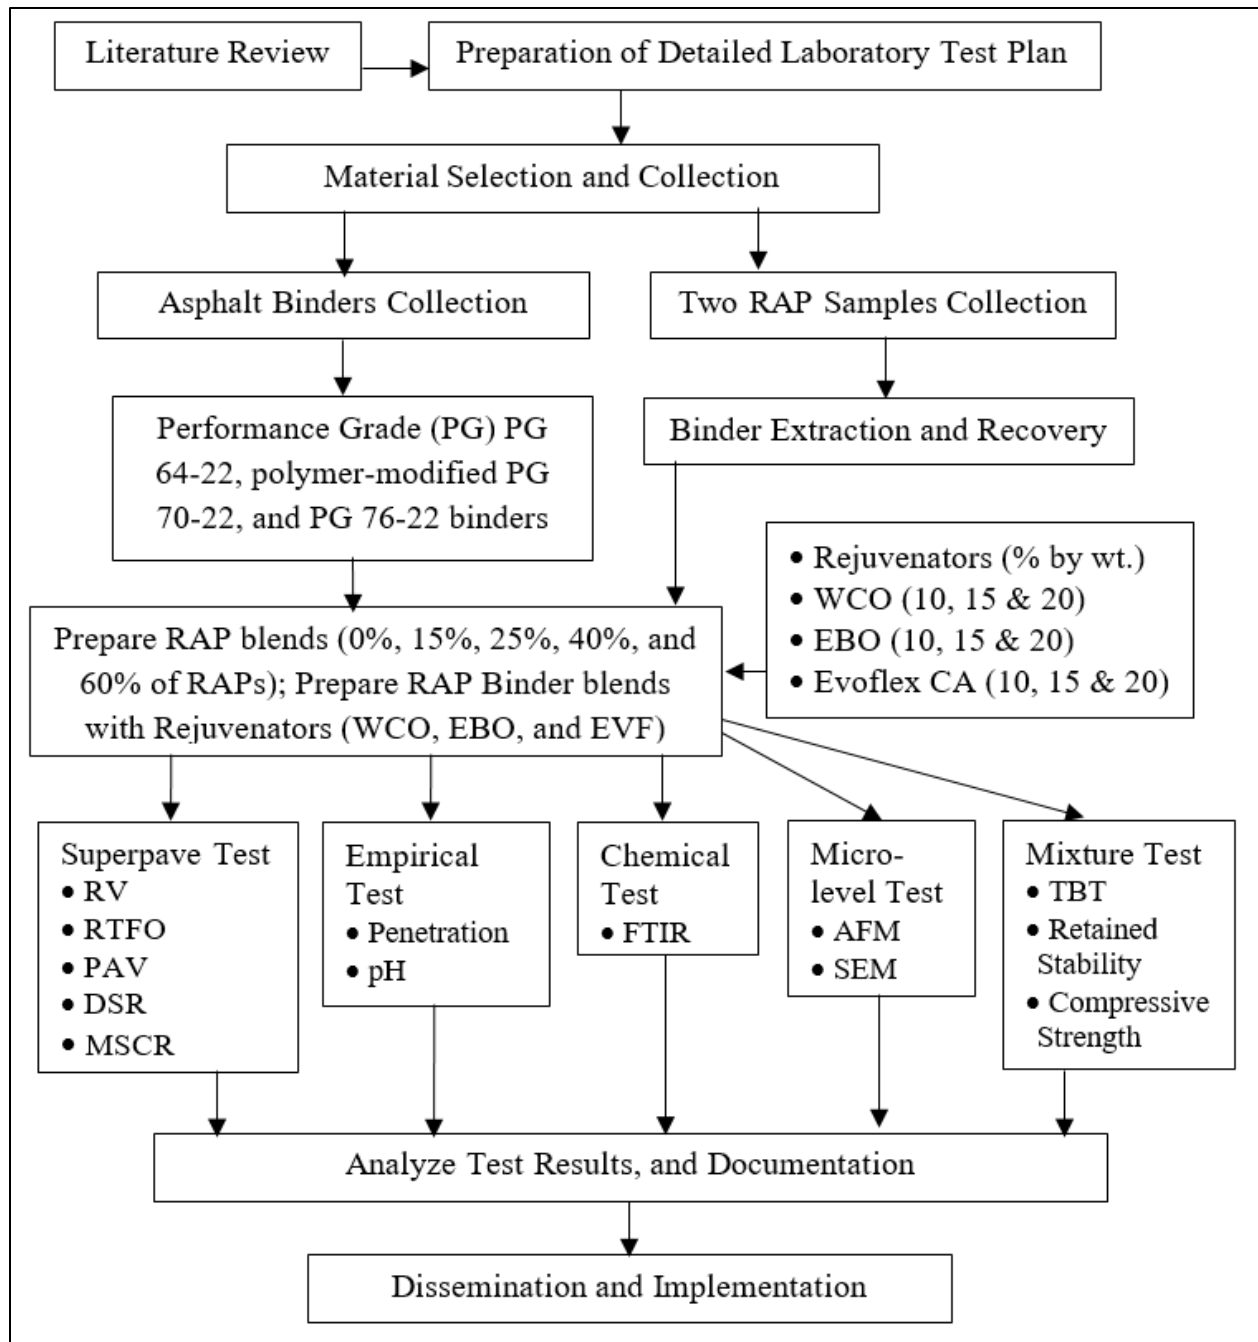 Literature Review
Preparation of Detailed Laboratory Test Plan
Material Selection and Collection
Asphalt Binders Collection
Two RAP Samples Collection
Performance Grade (PG) PG
64-22, polymer-modified PG
70-22, and PG 76-22 binders
Binder Extraction and Recovery
• Rejuvenators (% by wt.)
• WCO (10, 15 & 20)
• EBO (10, 15 & 20)
• Evoflex CA (10, 15 & 20)
Prepare RAP blends (0%, 15%, 25%, 40%, and
60% of RAPs); Prepare RAP Binder blends
with Rejuvenators (WCO, EBO, and EVF)
Superpave Test
• RV
• RTFO
• PAV
• DSR
• MSCR
Empirical
Test
• Penetration
• pH
Chemical
Test
• FTIR
Micro-
level Test
• AFM
• SEM
Mixture Test
• TBT
• Retained
Stability
• Compressive
Strength
Analyze Test Results, and Documentation
Dissemination and Implementation